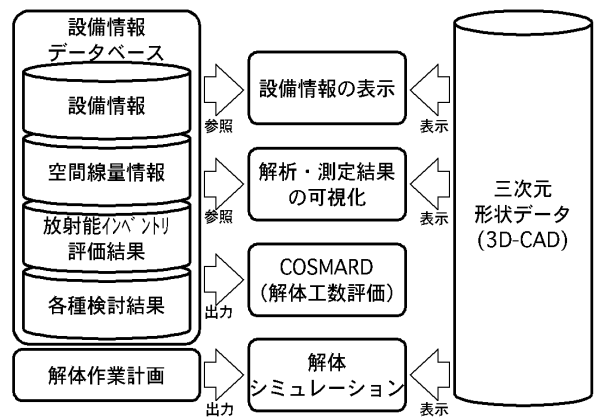 設備情報
データベース
設備情報
空間線量情報
放射能ｲﾝﾍﾞﾝﾄﾘ
評価結果
各種検討結果
解体作業計画
参照
参照
出力
出力
設備情報の表示
解析・測定結果
の可視化
COSMARD
（解体工数評価）
解体
シミュレーション
表示
表示
表示
三次元
形状データ
(3D-CAD)